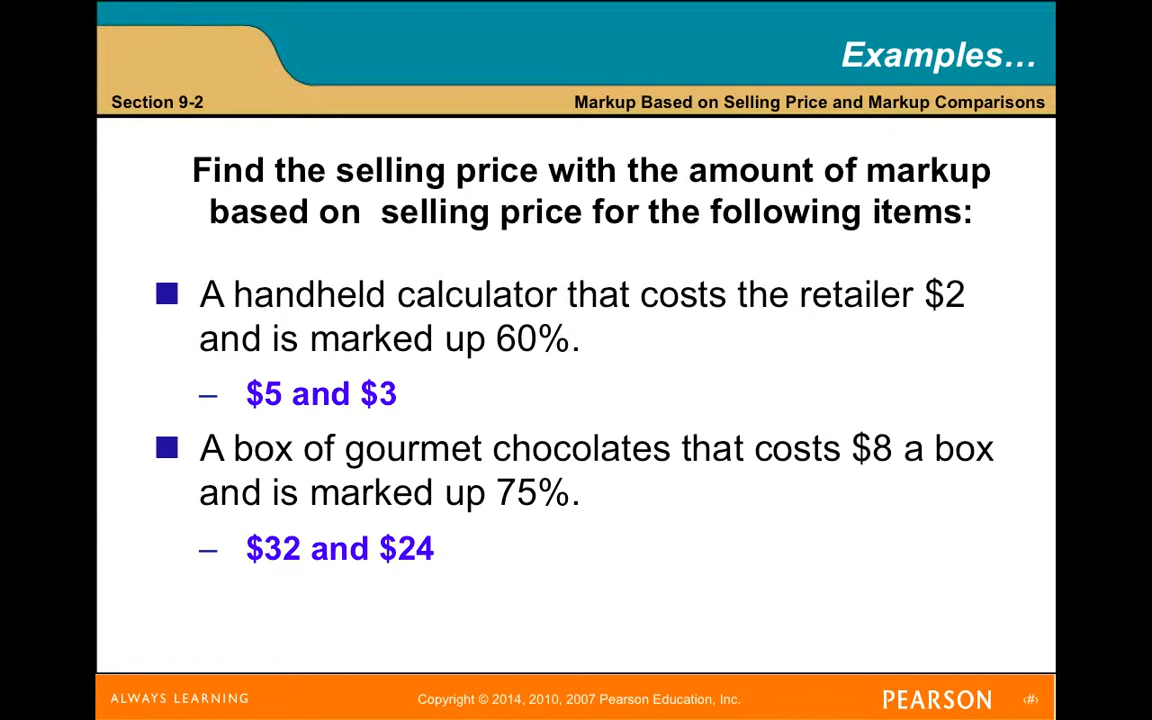 Examples…
Section 9-2
Markup Based on Selling Price and Markup Comparisons
Find the selling price with the amount of markup
based on  selling price for the following items:
■ A handheld calculator that costs the retailer $2
and is marked up 60%.
– $5 and $3
■ A box of gourmet chocolates that costs $8 a box
and is marked up 75%.
– $32 and $24
ALWAYS LEARNING
Copyright © 2014, 2010, 2007 Pearson Education, Inc.
PEARSON
‹#›